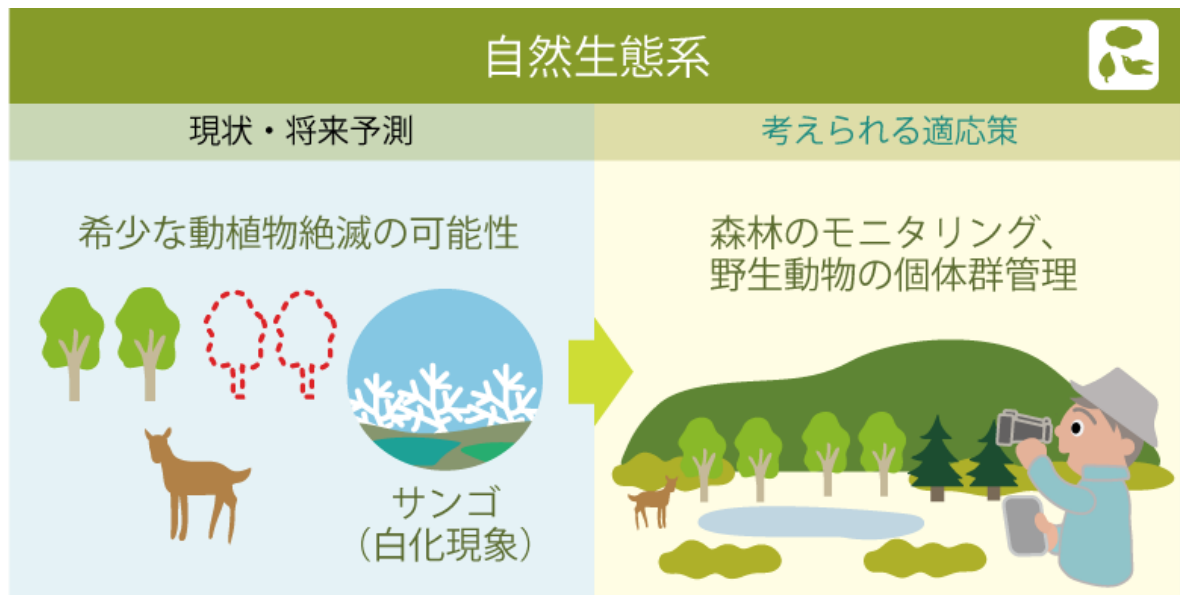 自然生態系
現状・将来予測
考えられる適応策
希少な動植物絶滅の可能性
サンゴ
（白化現象）
森林のモニタリング、
野生動物の個体群管理